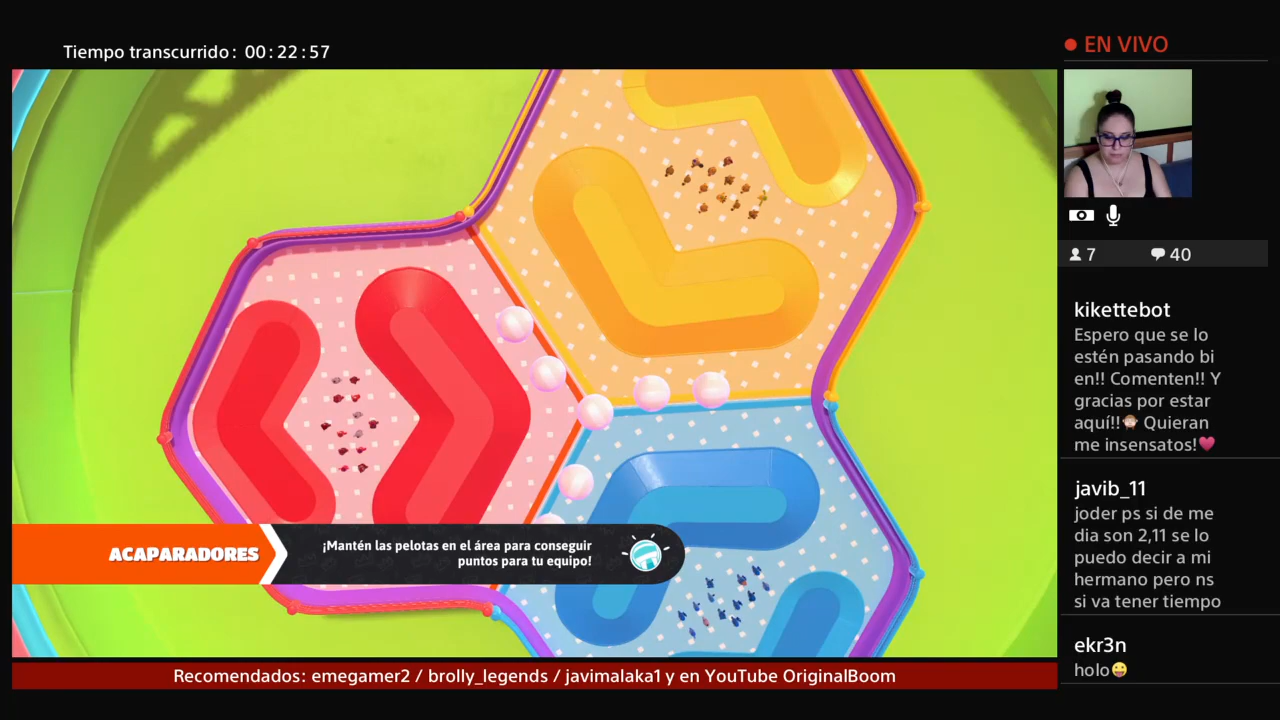 Tiempo transcurrido: 00:22:57
EN VIVO
7
40
kikettebot
Espero que se lo
estén pasando bi
en!! Comenten!! Y
gracias por estar
aquí!!🙊 Quieran
me insensatos!❤️
javib_11
joder ps si de me
dia son 2,11 se lo
puedo decir a mi
hermano pero ns
si va tener tiempo
ekr3n
holo😜
ACAPARADORES
¡Mantén las pelotas en el área para conseguir
puntos para tu equipo!
Recomendados: emegamer2 / brolly_legends / javimalaka1 y en YouTube OriginalBoom